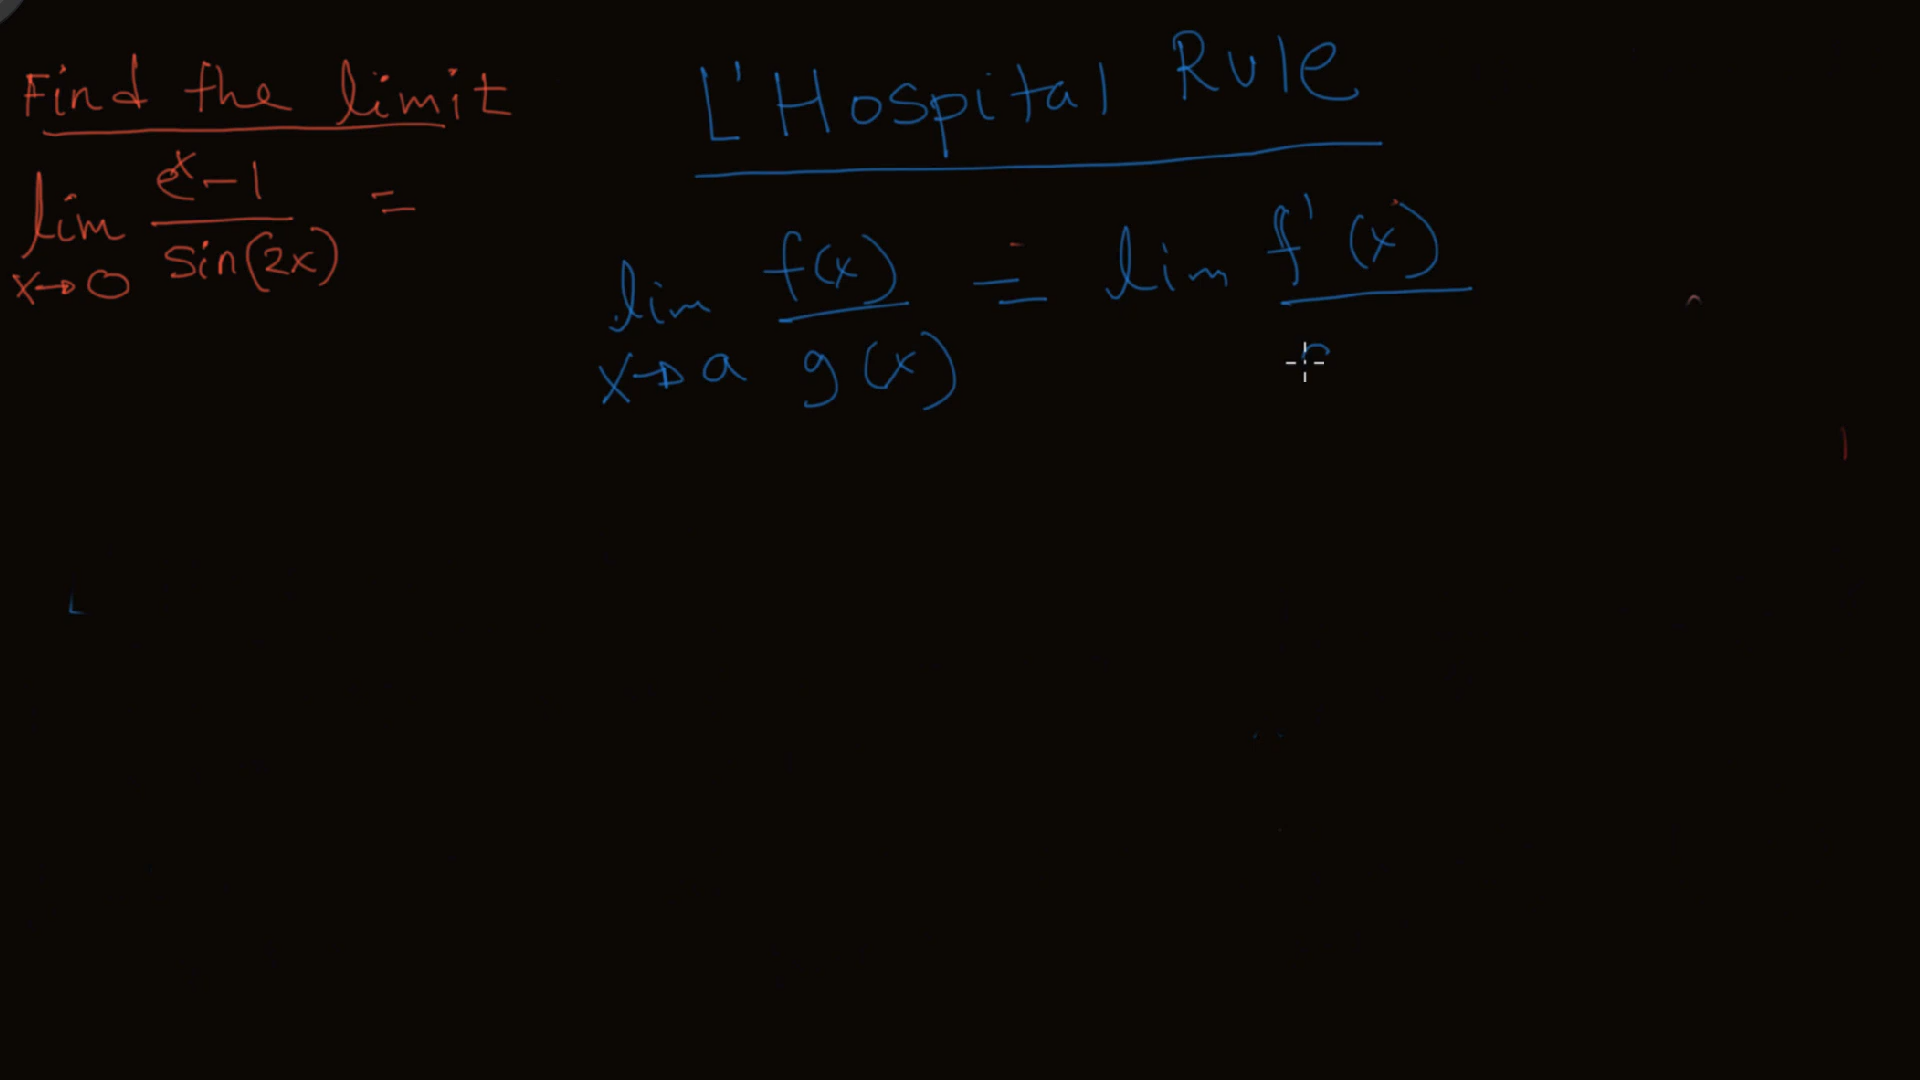 Find the limit
lim e^x-1 / sin(2x) =
x→0
L'Hospital Rule
lim f(x) / g(x) = lim f'(x)
x→a